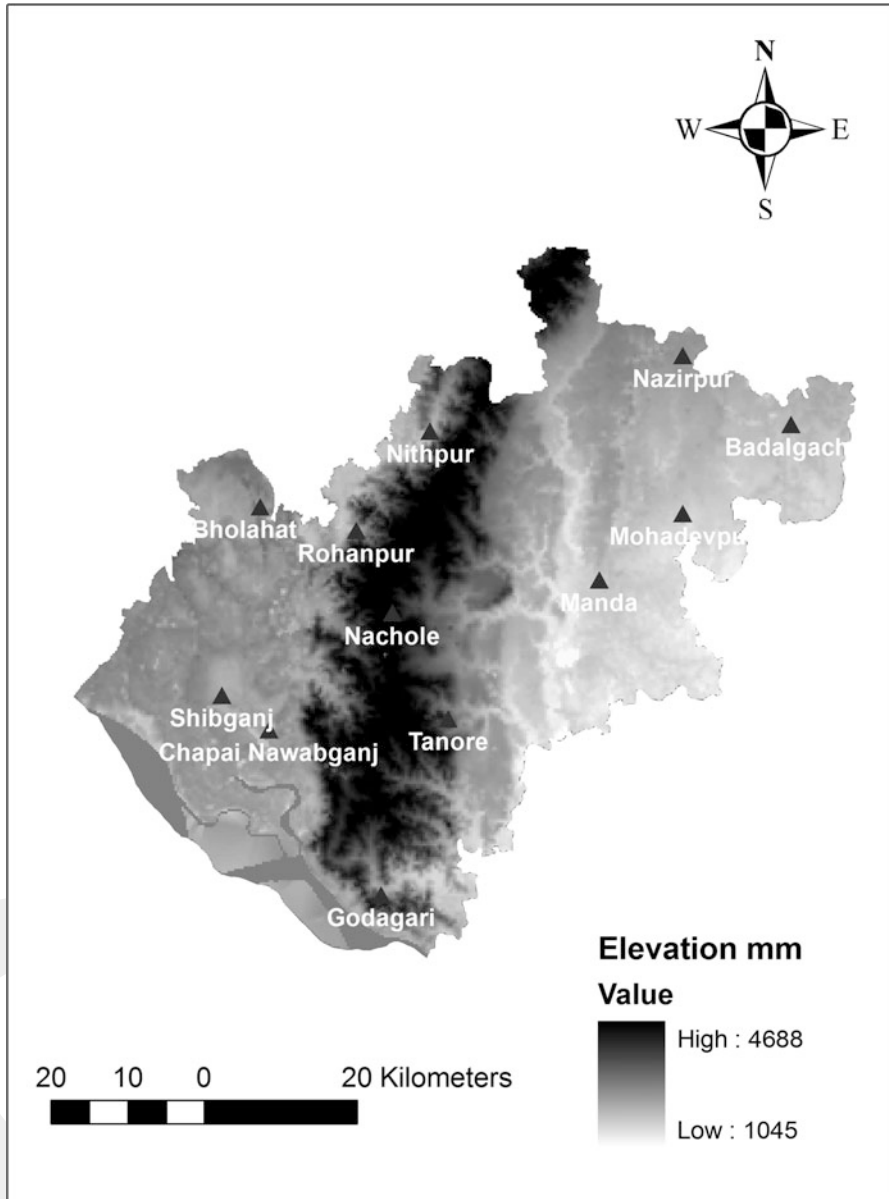 N
W E
S
Nazirpur
Nithpur
Badalgach
Bholahat
Rohanpur
Mohadevpu
Manda
Nachole
Shibganj
Tanore
Chapai Nawabganj
Godagari
Elevation mm
Value
High : 4688
Low : 1045
20 10 0 20 Kilometers